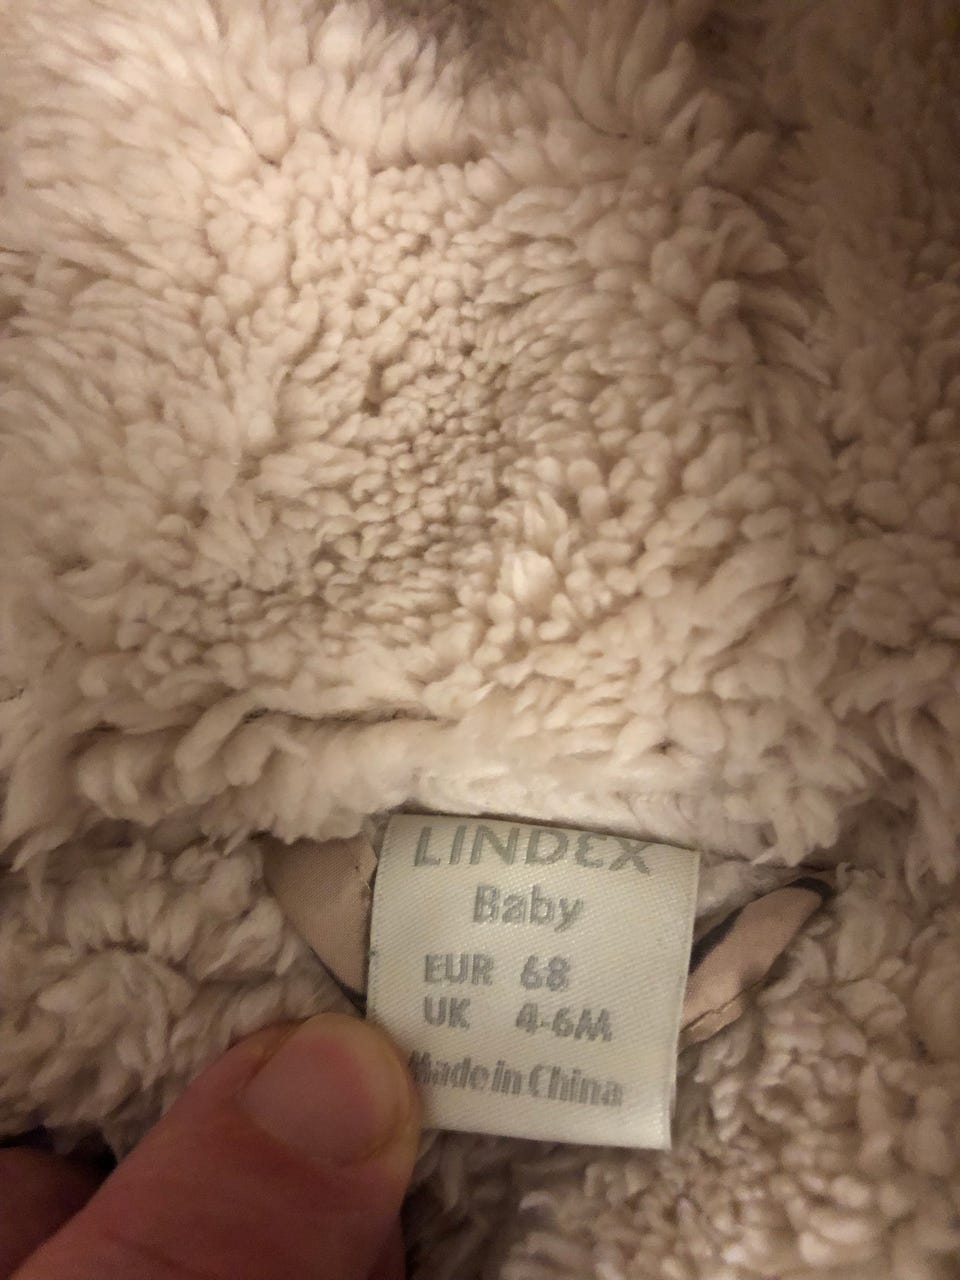 LINDEX
Baby
EUR 68
UK 4-6M
Made in China